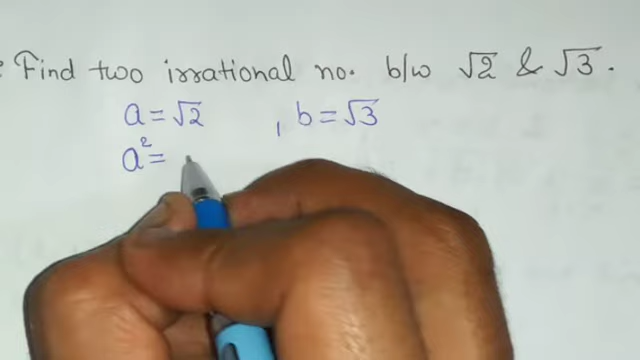 : Find two irrational no. b/w √2 & √3.
a = √2 , b = √3
a² =